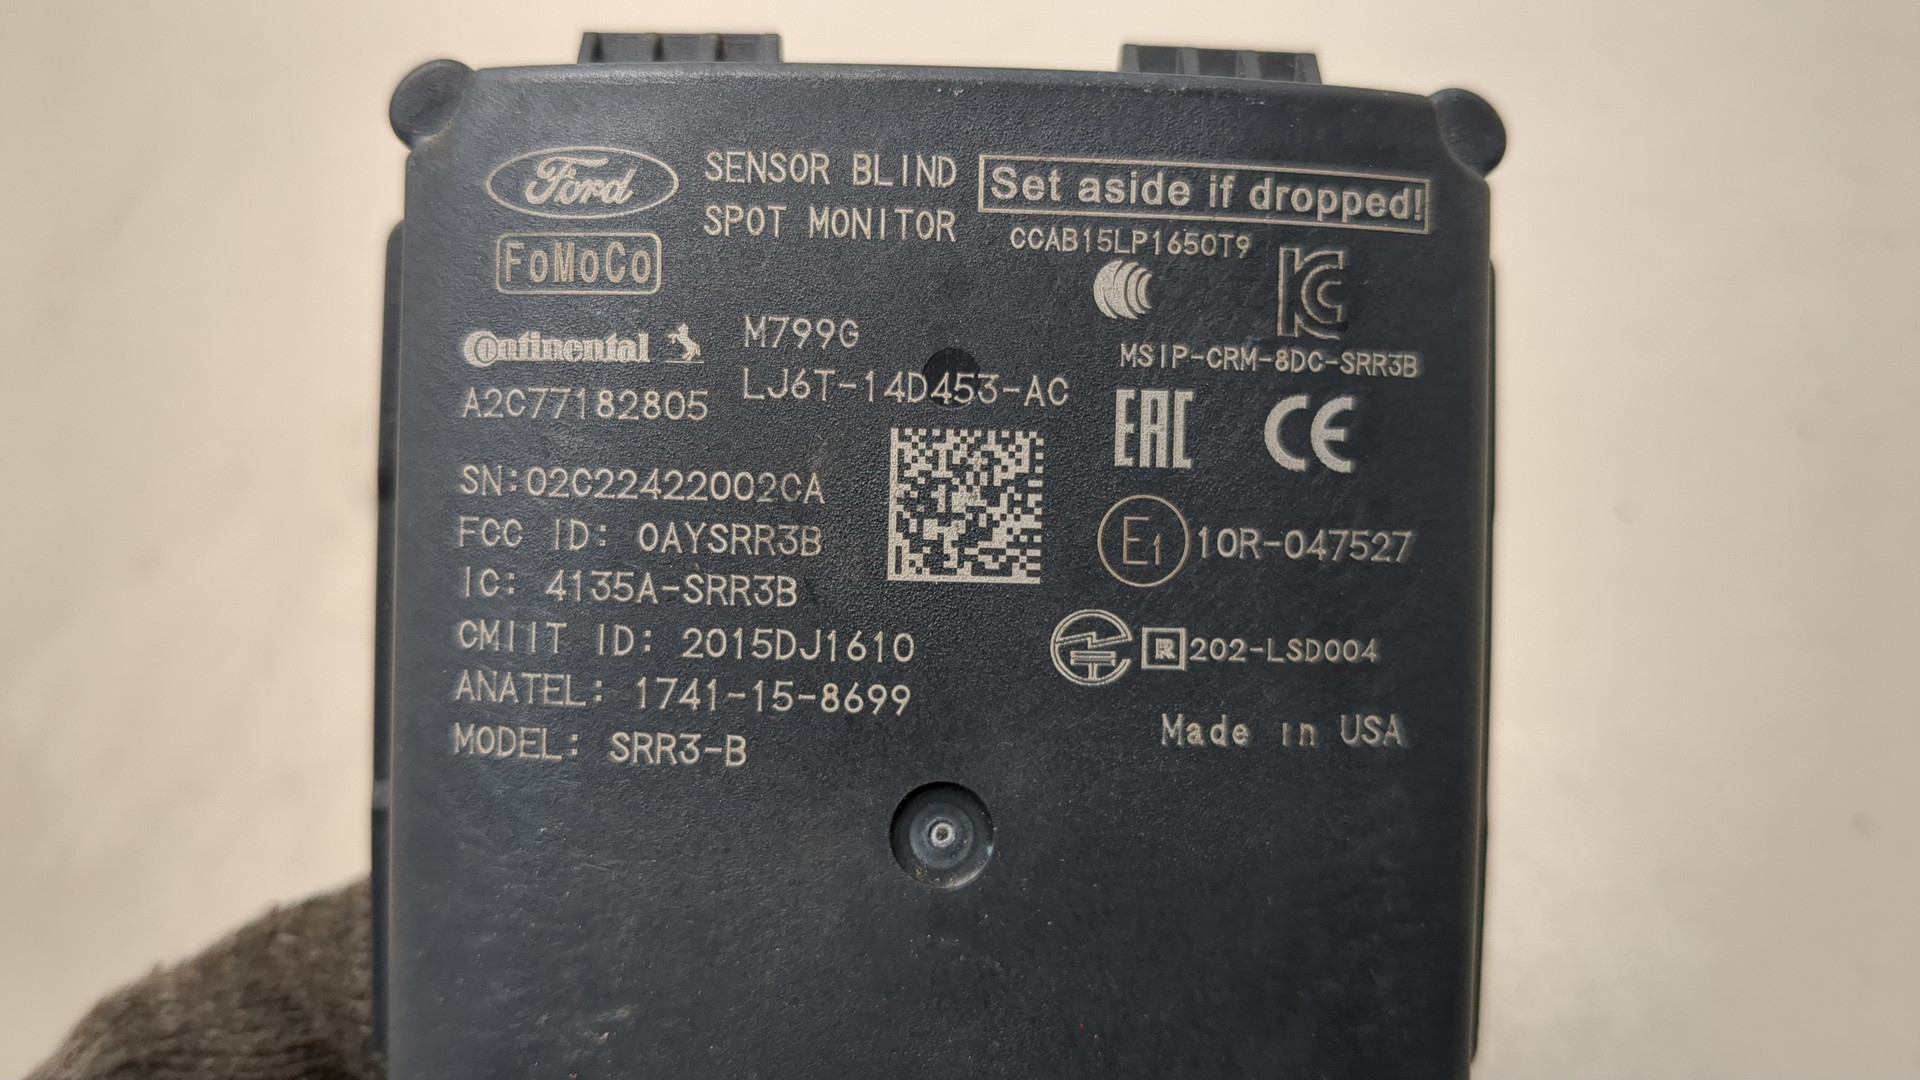 Ford
SENSOR BLIND
SPOT MONITOR
Set aside if dropped!
FoMoCo
CCAB15LP1650T9
Continental
M799G
MSIP-CRM-8DC-SRR3B
A2C77182805
LJ6T-14D453-AC
EAC
CE
SN:02C22422002CA
FCC ID: OAYSRR3B
E1 10R-047527
IC: 4135A-SRR3B
CMIIT ID: 2015DJ1610
R 202-LSD004
ANATEL: 1741-15-8699
MODEL: SRR3-B
Made in USA